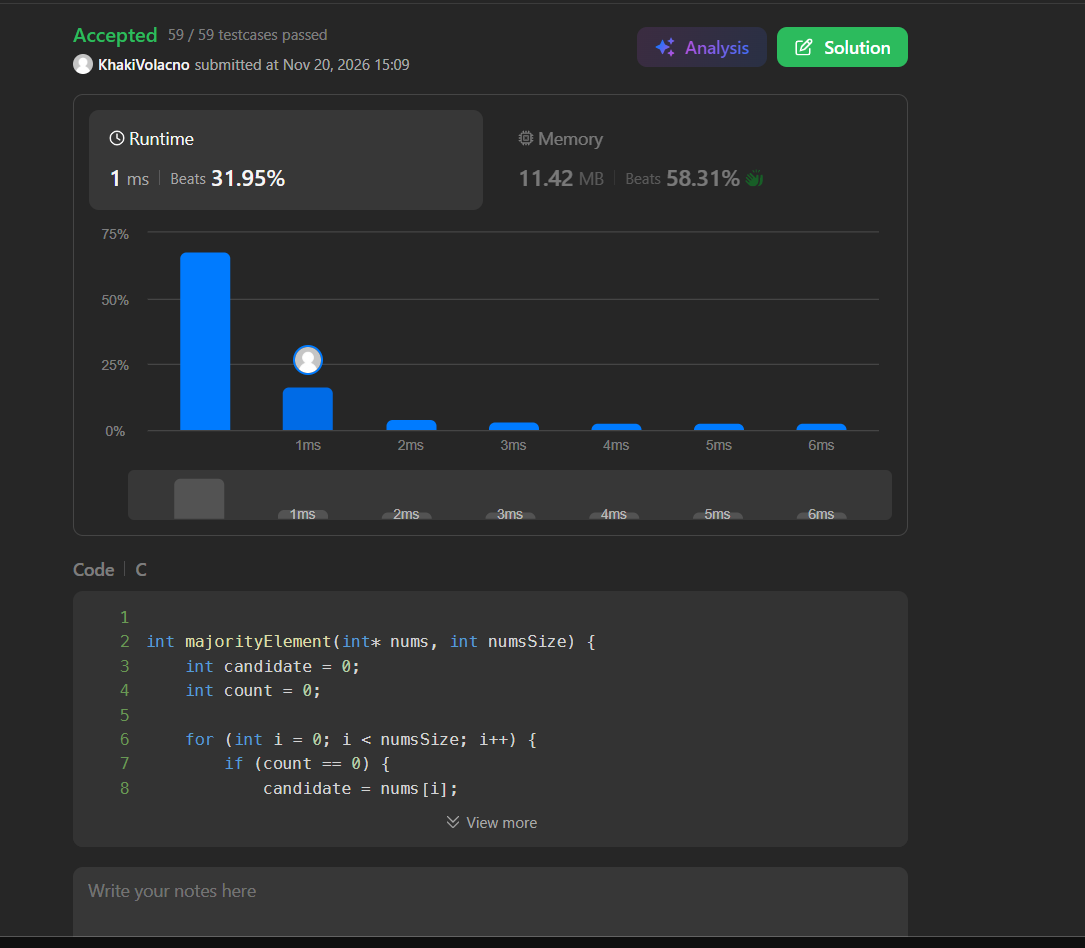 Accepted 59 / 59 testcases passed
KhakiVolacno submitted at Nov 20, 2026 15:09
Analysis
Solution
Runtime
1 ms Beats 31.95%
Memory
11.42 MB Beats 58.31%
75%
50%
25%
0%
1ms 2ms 3ms 4ms 5ms 6ms
1ms 2ms 3ms 4ms 5ms 6ms
Code C
1
2 int majorityElement(int* nums, int numsSize) {
3     int candidate = 0;
4     int count = 0;
5
6     for (int i = 0; i < numsSize; i++) {
7         if (count == 0) {
8             candidate = nums[i];
View more
Write your notes here